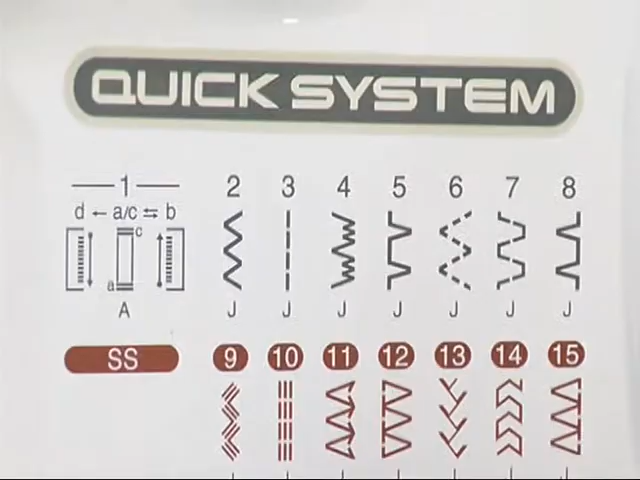 QUICK SYSTEM
1 2 3 4 5 6 7 8
d ← a/c ⇆ b
c
a
A J J J J J J J
SS 9 10 11 12 13 14 15